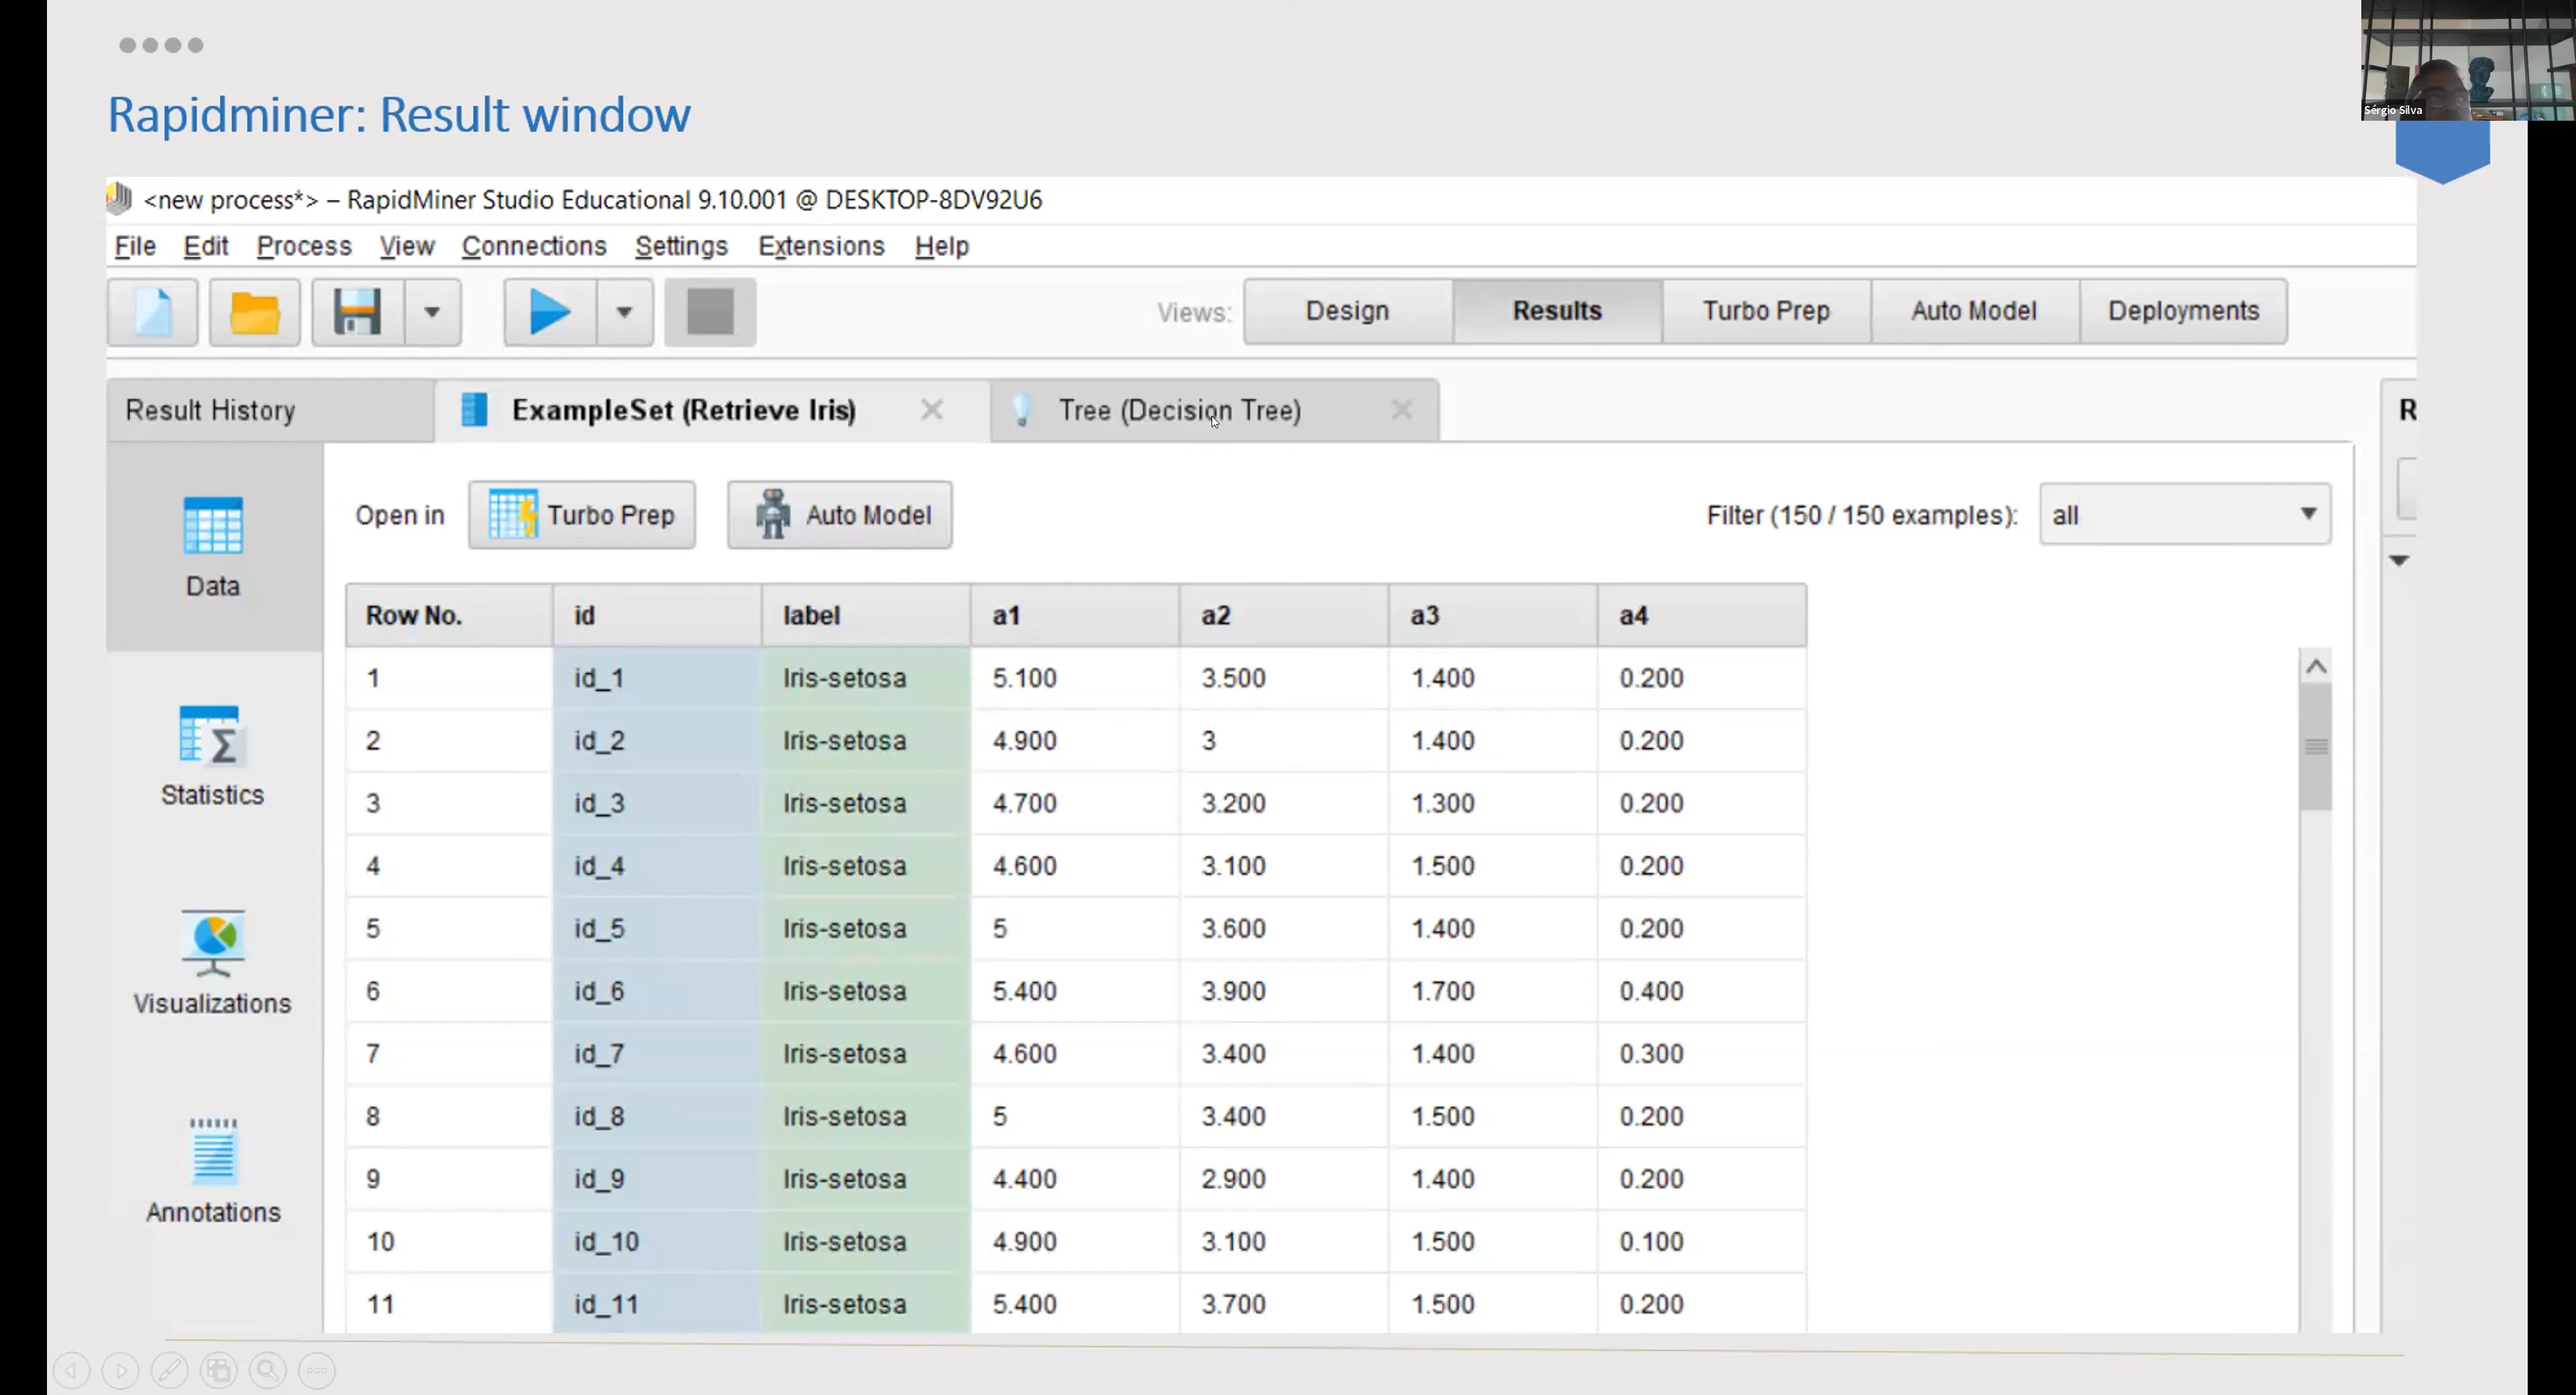 Rapidminer: Result window
Sérgio Silva
<new process*> – RapidMiner Studio Educational 9.10.001 @ DESKTOP-8DV92U6
File Edit Process View Connections Settings Extensions Help
Views: Design Results Turbo Prep Auto Model Deployments
Result History ExampleSet (Retrieve Iris) Tree (Decision Tree) R
Open in Turbo Prep Auto Model Filter (150 / 150 examples): all
Data
Statistics
Visualizations
Annotations
Row No. id label a1 a2 a3 a4
1 id_1 Iris-setosa 5.100 3.500 1.400 0.200
2 id_2 Iris-setosa 4.900 3 1.400 0.200
3 id_3 Iris-setosa 4.700 3.200 1.300 0.200
4 id_4 Iris-setosa 4.600 3.100 1.500 0.200
5 id_5 Iris-setosa 5 3.600 1.400 0.200
6 id_6 Iris-setosa 5.400 3.900 1.700 0.400
7 id_7 Iris-setosa 4.600 3.400 1.400 0.300
8 id_8 Iris-setosa 5 3.400 1.500 0.200
9 id_9 Iris-setosa 4.400 2.900 1.400 0.200
10 id_10 Iris-setosa 4.900 3.100 1.500 0.100
11 id_11 Iris-setosa 5.400 3.700 1.500 0.200